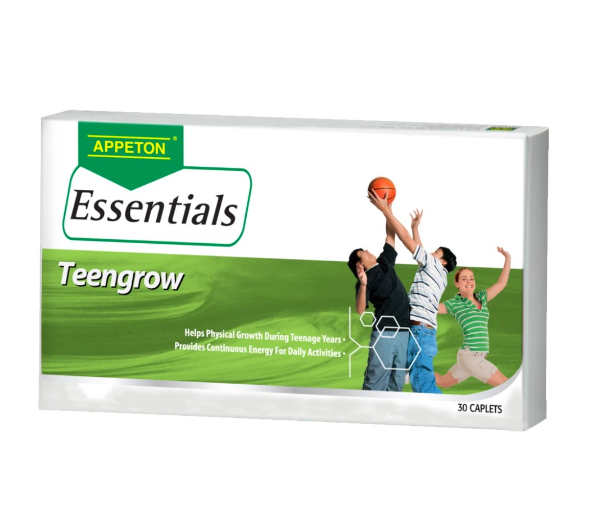 APPETON®
Essentials
Teengrow
Helps Physical Growth During Teenage Years •
Provides Continuous Energy For Daily Activities •
30 CAPLETS